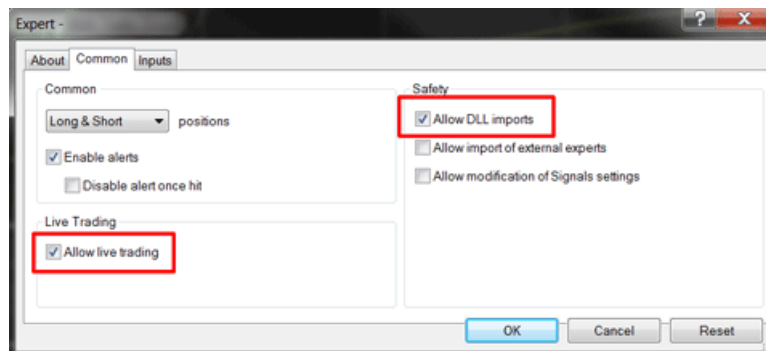 Expert -
?
X
About Common Inputs
Common
Long & Short positions
Enable alerts
Disable alert once hit
Live Trading
Allow live trading
Safety
Allow DLL imports
Allow import of external experts
Allow modification of Signals settings
OK Cancel Reset